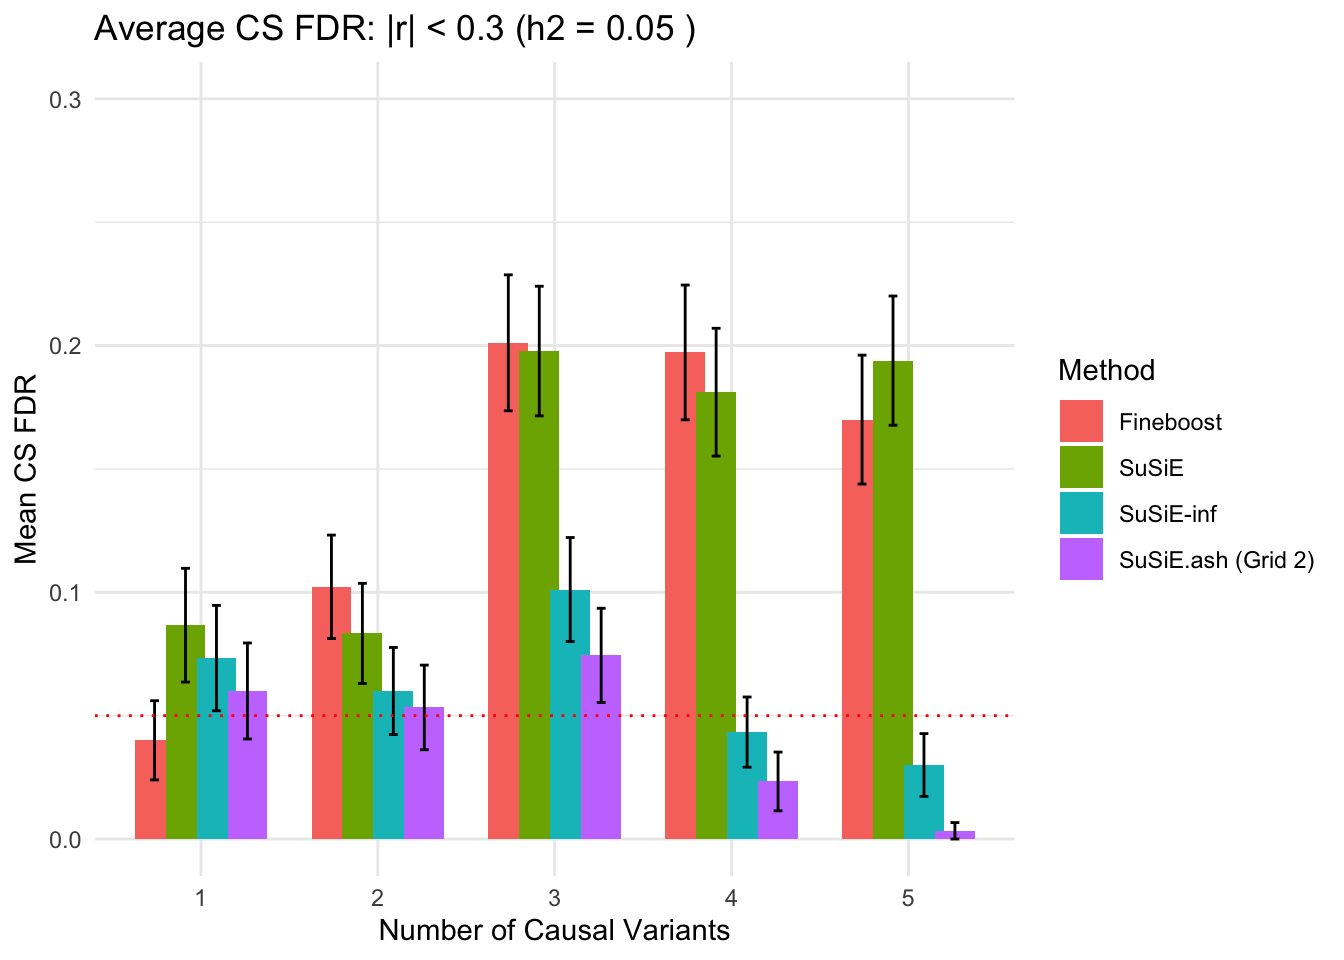 Average CS FDR: |r| < 0.3 (h2 = 0.05 )
0.3
0.2
0.1
0.0
Mean CS FDR
1 2 3 4 5
Number of Causal Variants
Method
Fineboost
SuSiE
SuSiE-inf
SuSiE.ash (Grid 2)